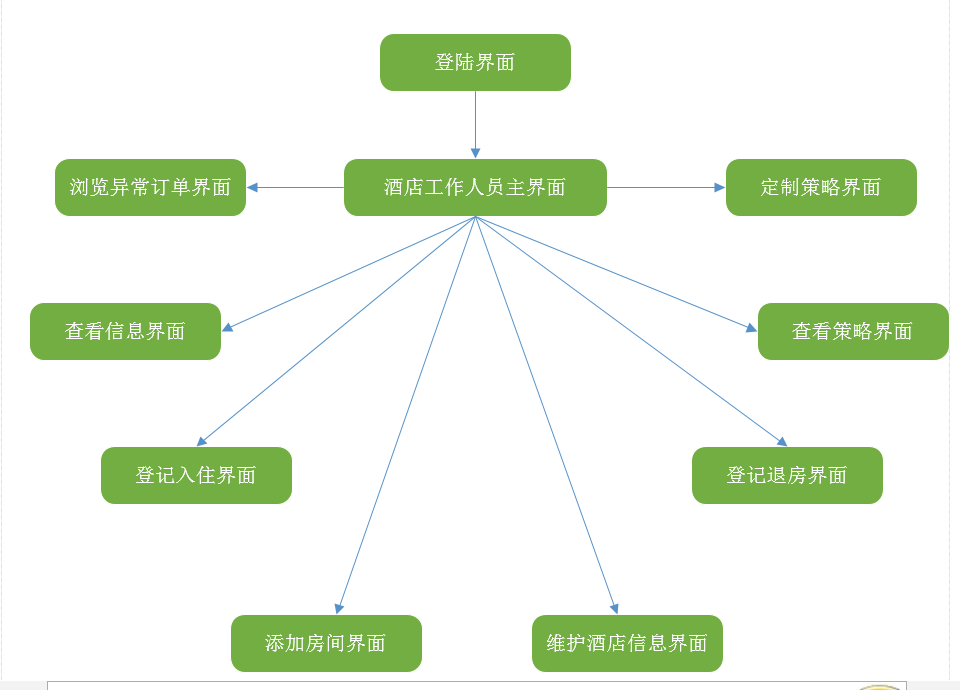 登陆界面
浏览异常订单界面
酒店工作人员主界面
定制策略界面
查看信息界面
查看策略界面
登记入住界面
登记退房界面
添加房间界面
维护酒店信息界面